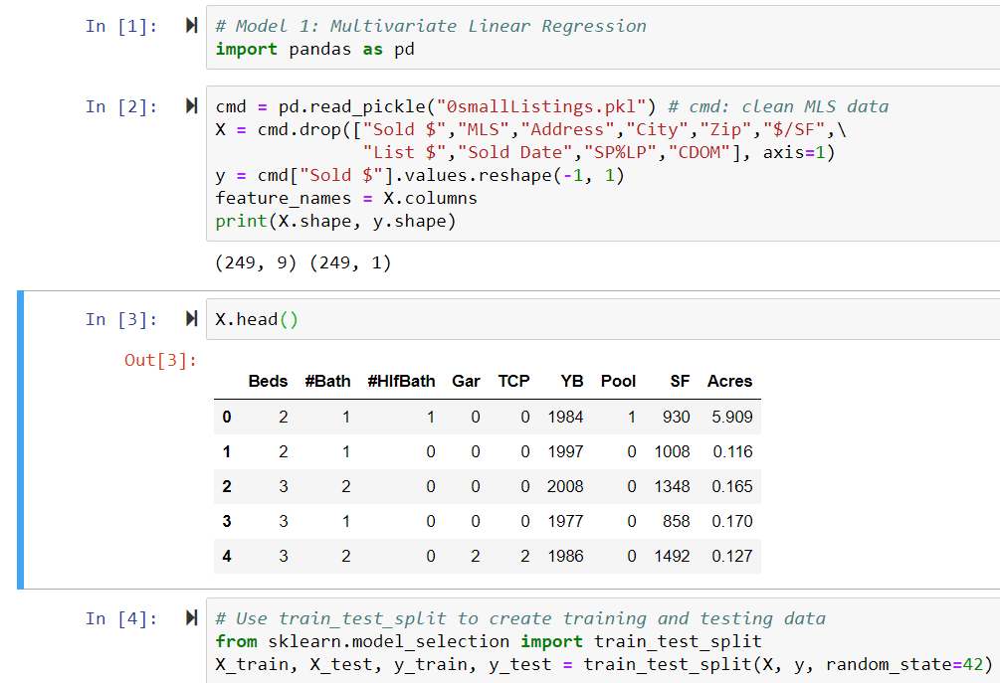 In [1]: # Model 1: Multivariate Linear Regression
import pandas as pd
In [2]: cmd = pd.read_pickle("0smallListings.pkl") # cmd: clean MLS data
X = cmd.drop(["Sold $","MLS","Address","City","Zip","$/SF",\
"List $","Sold Date","SP%LP","CDOM"], axis=1)
y = cmd["Sold $"].values.reshape(-1, 1)
feature_names = X.columns
print(X.shape, y.shape)
(249, 9) (249, 1)
In [3]: X.head()
Out[3]:
Beds #Bath #HlfBath Gar TCP YB Pool SF Acres
0 2 1 1 0 0 1984 1 930 5.909
1 2 1 0 0 0 1997 0 1008 0.116
2 3 2 0 0 0 2008 0 1348 0.165
3 3 1 0 0 0 1977 0 858 0.170
4 3 2 0 2 2 1986 0 1492 0.127
In [4]: # Use train_test_split to create training and testing data
from sklearn.model_selection import train_test_split
X_train, X_test, y_train, y_test = train_test_split(X, y, random_state=42)